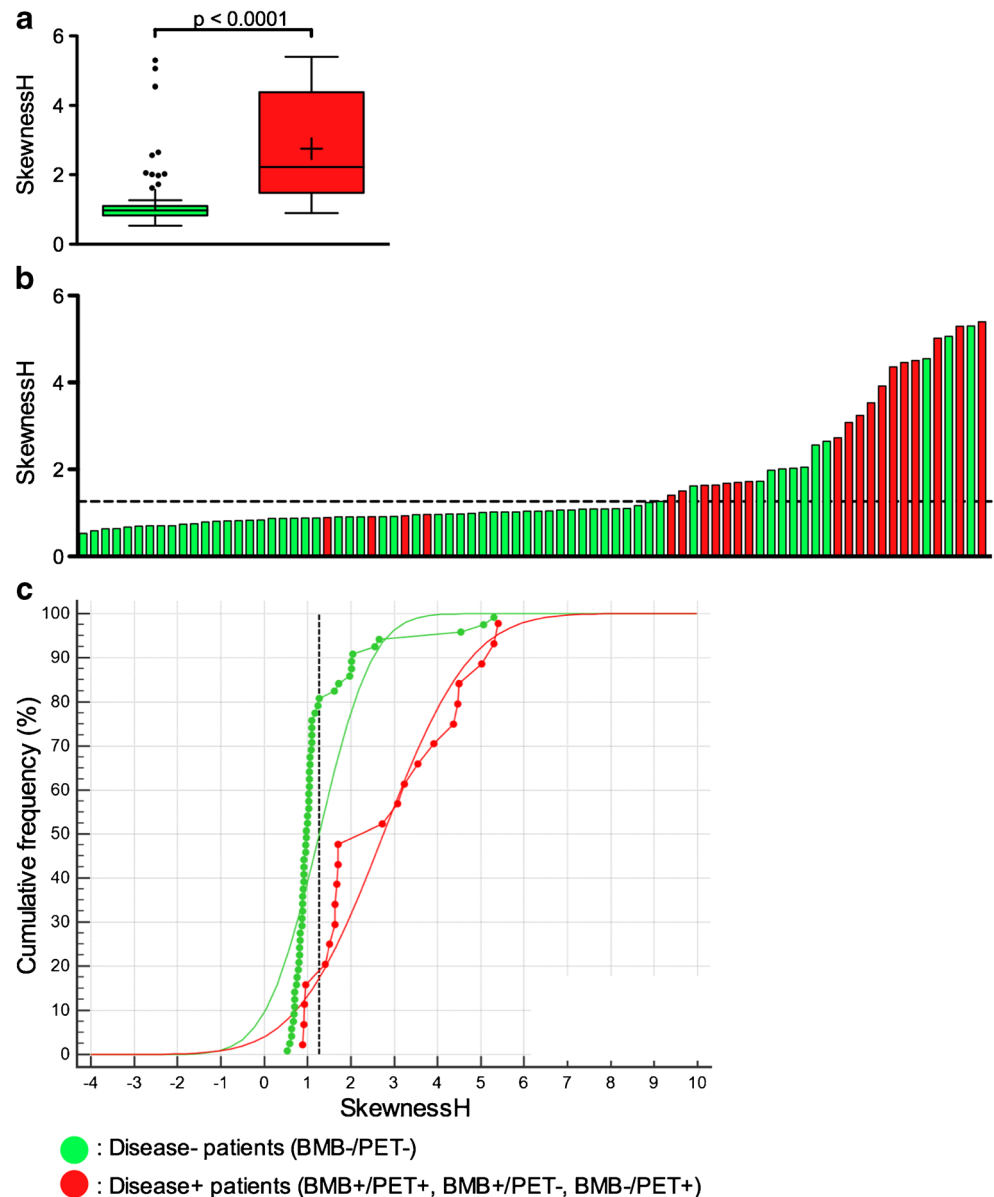 a
p < 0.0001
6
4
2
0
SkewnessH
b
6
4
2
0
SkewnessH
c
100
90
80
70
60
50
40
30
20
10
0
Cumulative frequency (%)
-4 -3 -2 -1 0 1 2 3 4 5 6 7 8 9 10
SkewnessH
: Disease- patients (BMB-/PET-)
: Disease+ patients (BMB+/PET+, BMB+/PET-, BMB-/PET+)